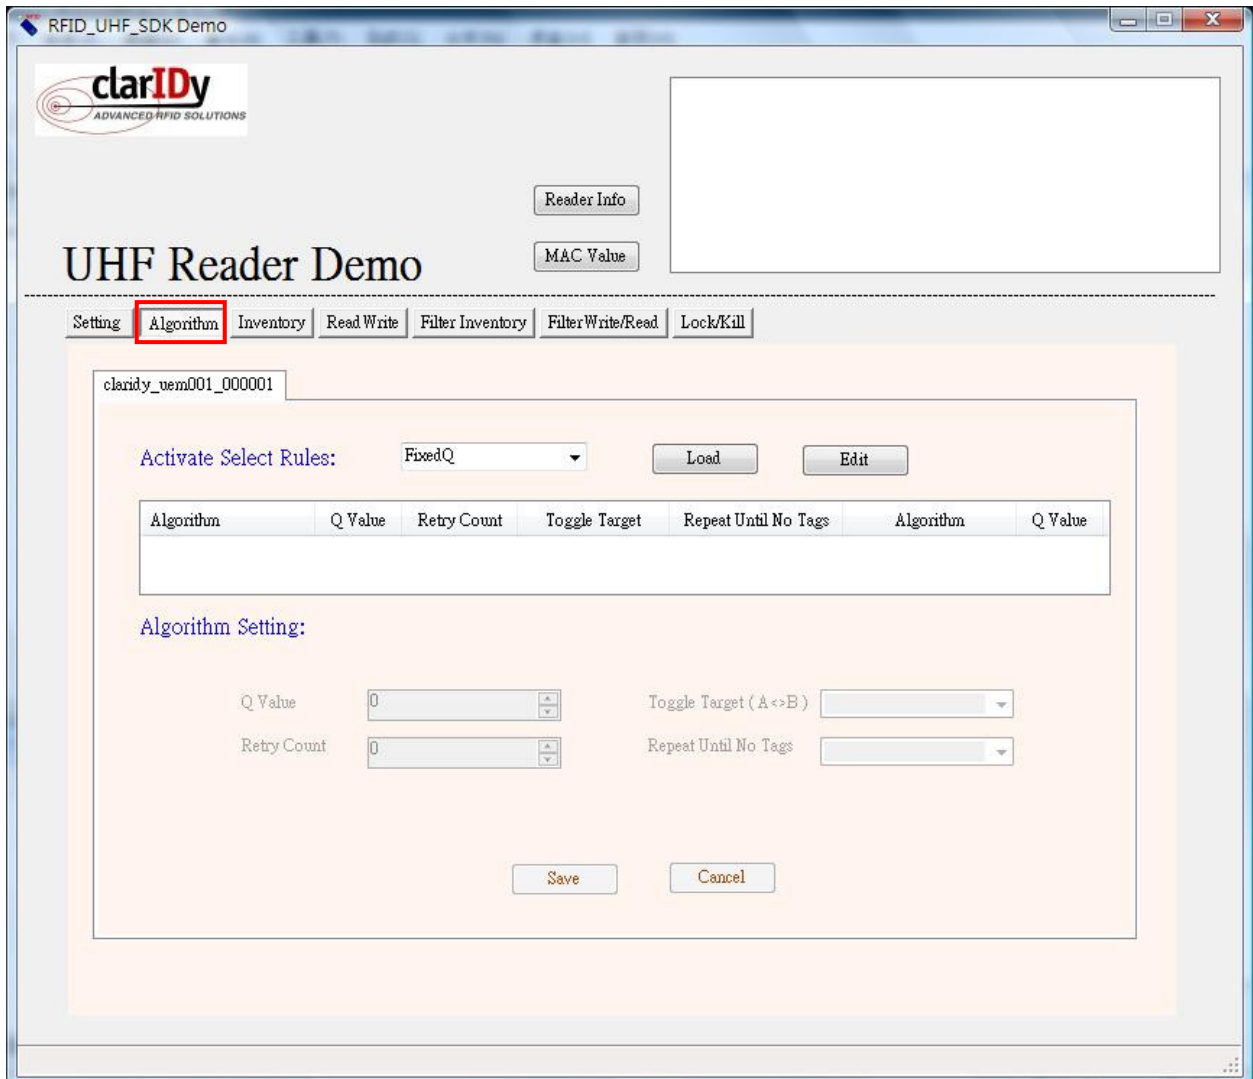 RFID_UHF_SDK Demo
clarIDy
ADVANCED RFID SOLUTIONS
Reader Info
MAC Value
UHF Reader Demo
Setting Algorithm Inventory Read Write Filter Inventory FilterWrite/Read Lock/Kill
claridy_uem001_000001
Activate Select Rules: FixedQ Load Edit
Algorithm Q Value Retry Count Toggle Target Repeat Until No Tags Algorithm Q Value
Algorithm Setting:
Q Value 0 Toggle Target ( A<>B )
Retry Count 0 Repeat Until No Tags
Save Cancel